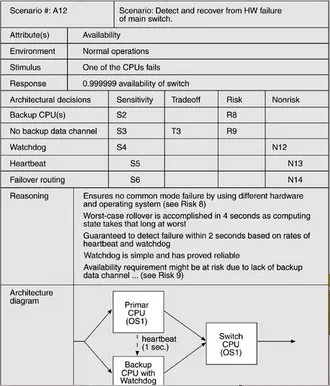 Scenario #: A12
Scenario: Detect and recover from HW failure
of main switch.
Attribute(s)
Availability
Environment
Normal operations
Stimulus
One of the CPUs fails
Response
0.999999 availability of switch
Architectural decisions
Sensitivity
Tradeoff
Risk
Nonrisk
Backup CPU(s)
S2
R8
No backup data channel
S3
T3
R9
Watchdog
S4
N12
Heartbeat
S5
N13
Failover routing
S6
N14
Reasoning
Ensures no common mode failure by using different hardware
and operating system (see Risk 8)
Worst-case rollover is accomplished in 4 seconds as computing
state takes that long at worst
Guaranteed to detect failure within 2 seconds based on rates of
heartbeat and watchdog
Watchdog is simple and has proved reliable
Availability requirement might be at risk due to lack of backup
data channel ... (see Risk 9)
Architecture
diagram
Primar
CPU
(OS1)
heartbeat
(1 sec.)
Backup
CPU with
Watchdog
Switch
CPU
(OS1)